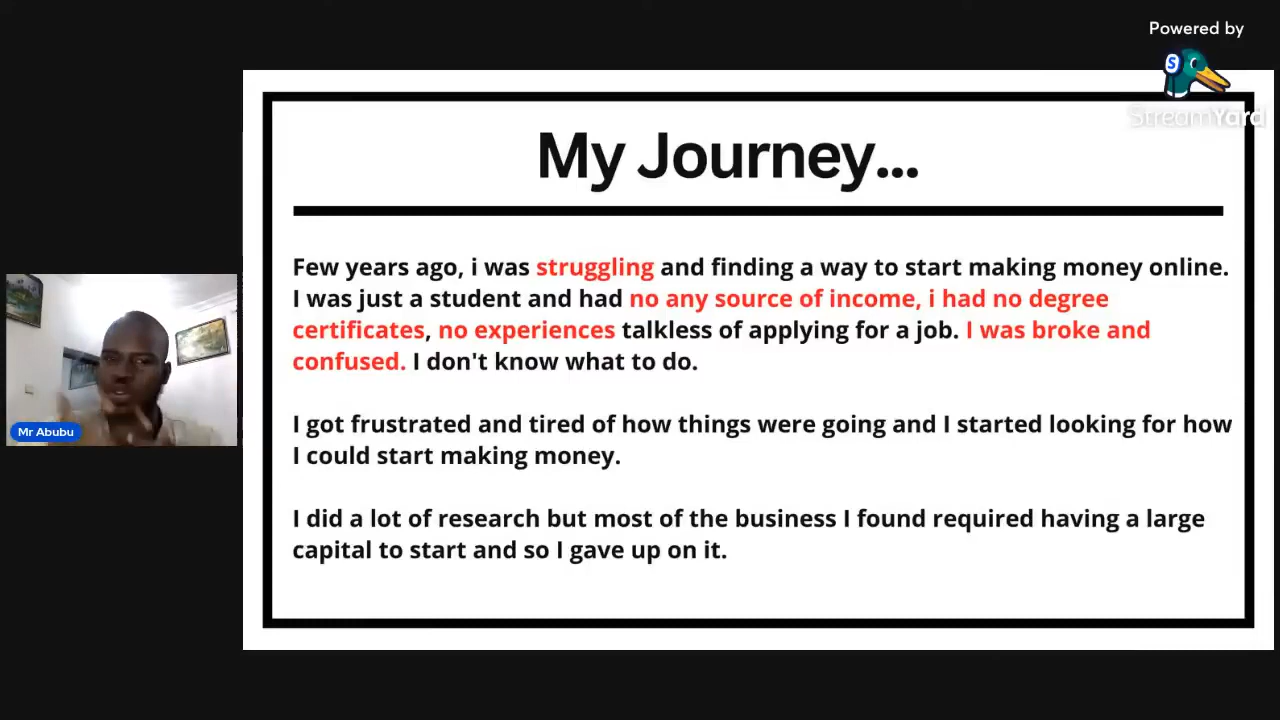 Powered by
S
StreamYard
My Journey...
Few years ago, i was struggling and finding a way to start making money online.
I was just a student and had no any source of income, i had no degree
certificates, no experiences talkless of applying for a job. I was broke and
confused. I don't know what to do.
I got frustrated and tired of how things were going and I started looking for how
I could start making money.
I did a lot of research but most of the business I found required having a large
capital to start and so I gave up on it.
Mr Abubu